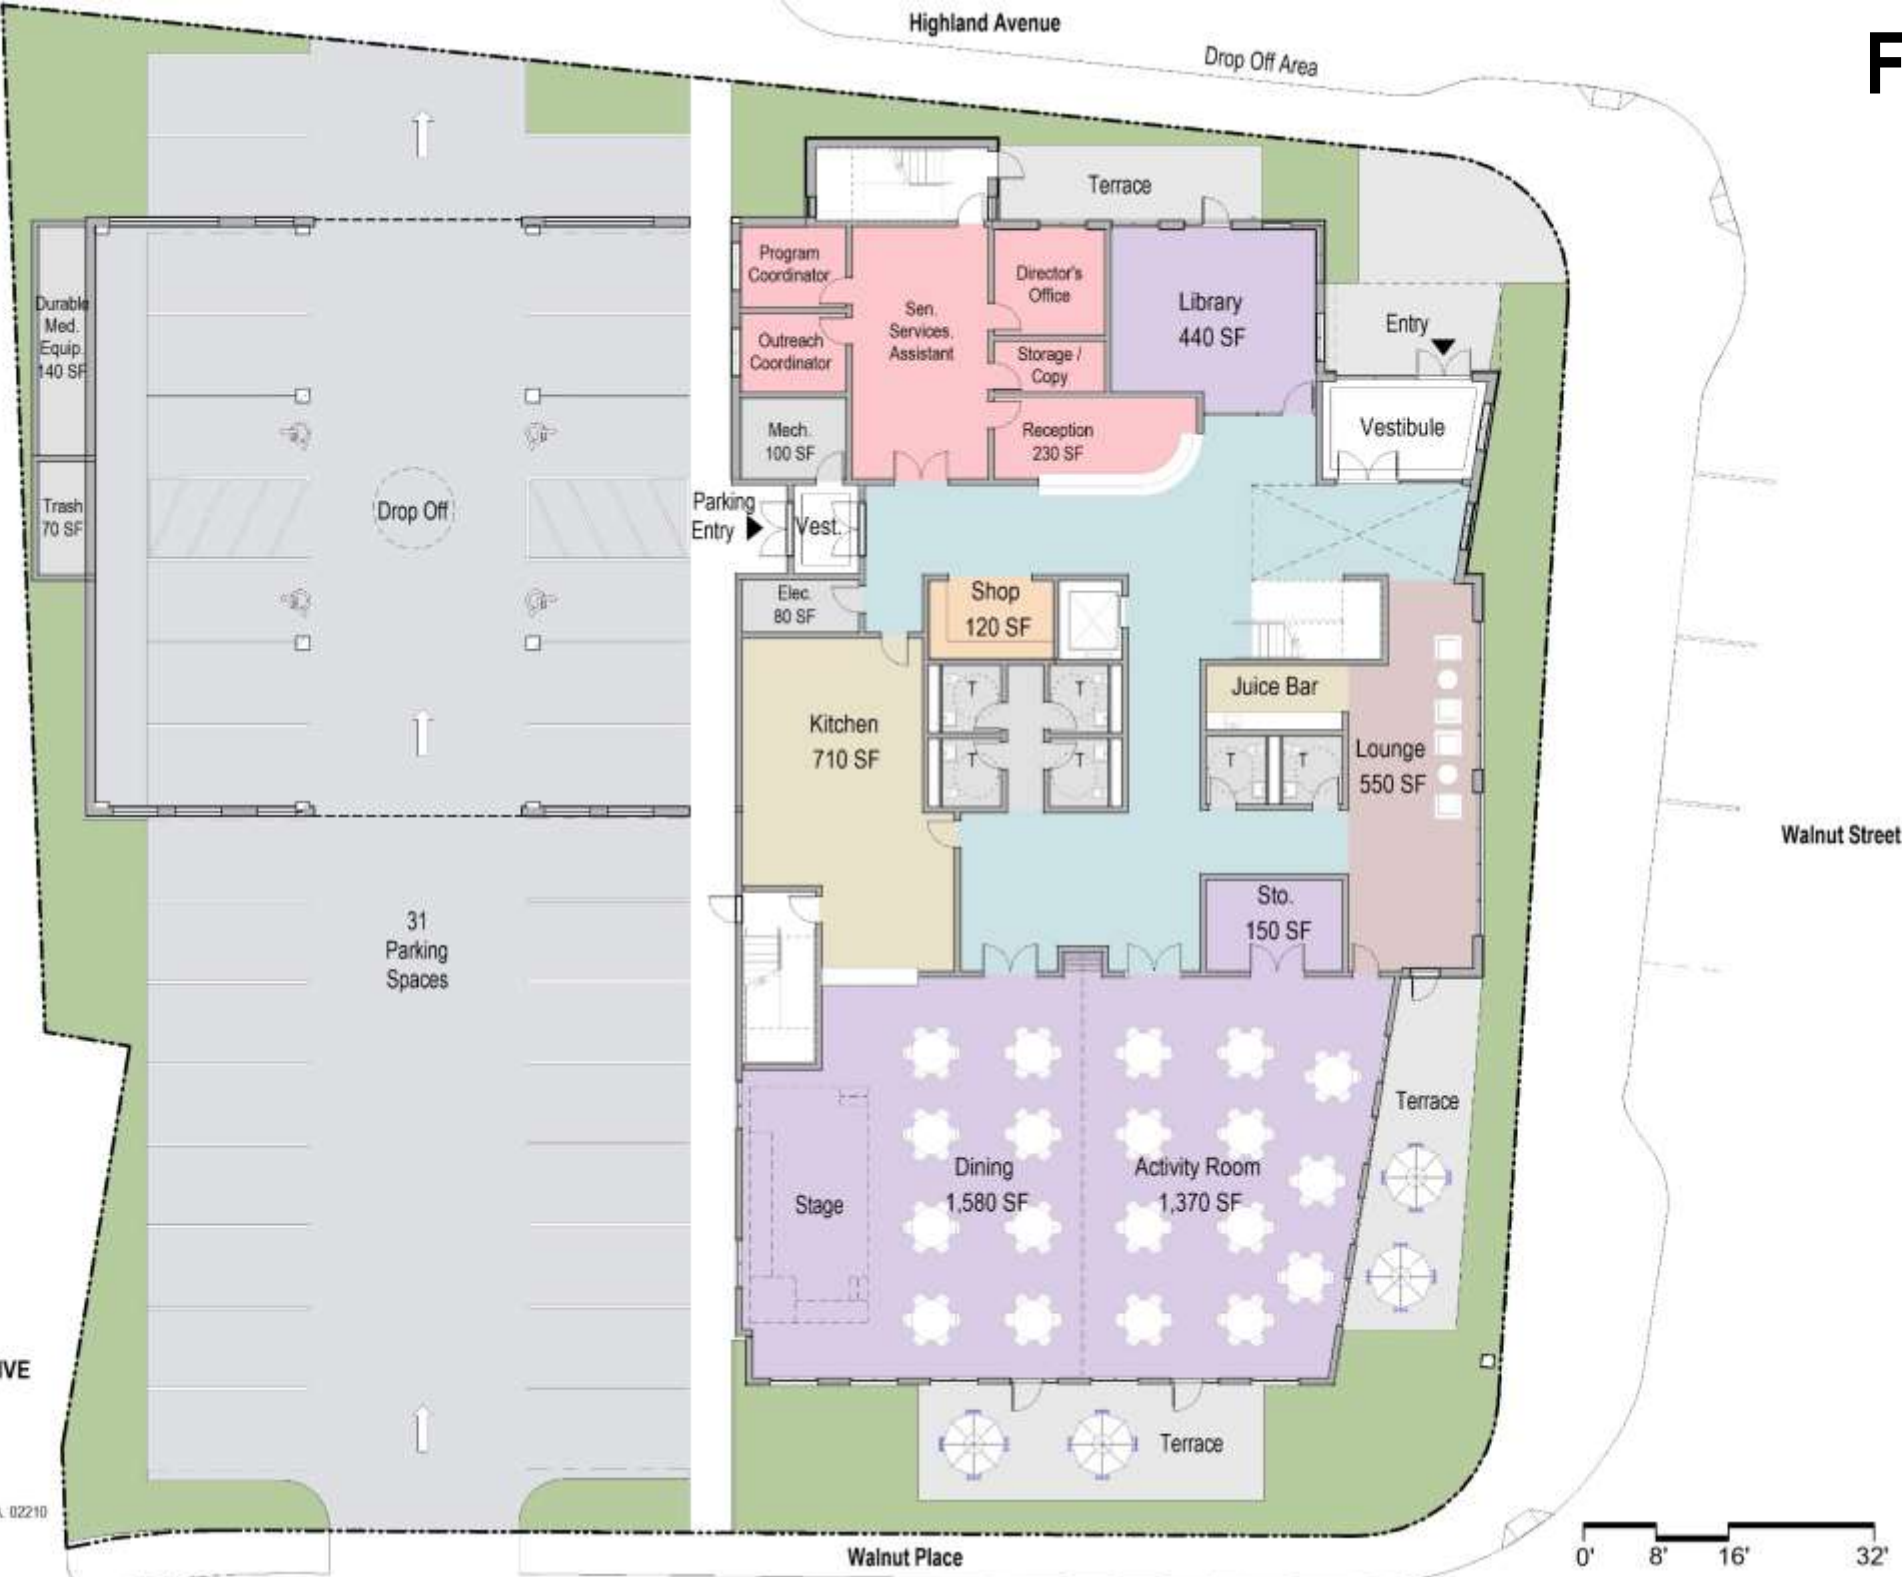 Highland Avenue
Drop Off Area
F
Terrace
Program
Coordinator
Director's
Office
Library
440 SF
Sen.
Services.
Assistant
Outreach
Coordinator
Storage /
Copy
Entry
Durable
Med.
Equip.
140 SF
Mech.
100 SF
Reception
230 SF
Vestibule
Trash
70 SF
Drop Off
Parking
Entry
Vest.
Elec.
80 SF
Shop
120 SF
T
T
Juice Bar
Kitchen
710 SF
T
T
T
T
Lounge
550 SF
Walnut Street
31
Parking
Spaces
Sto.
150 SF
Terrace
Dining
1,580 SF
Activity Room
1,370 SF
Stage
IVE
Terrace
02210
Walnut Place
0'
8'
16'
32'